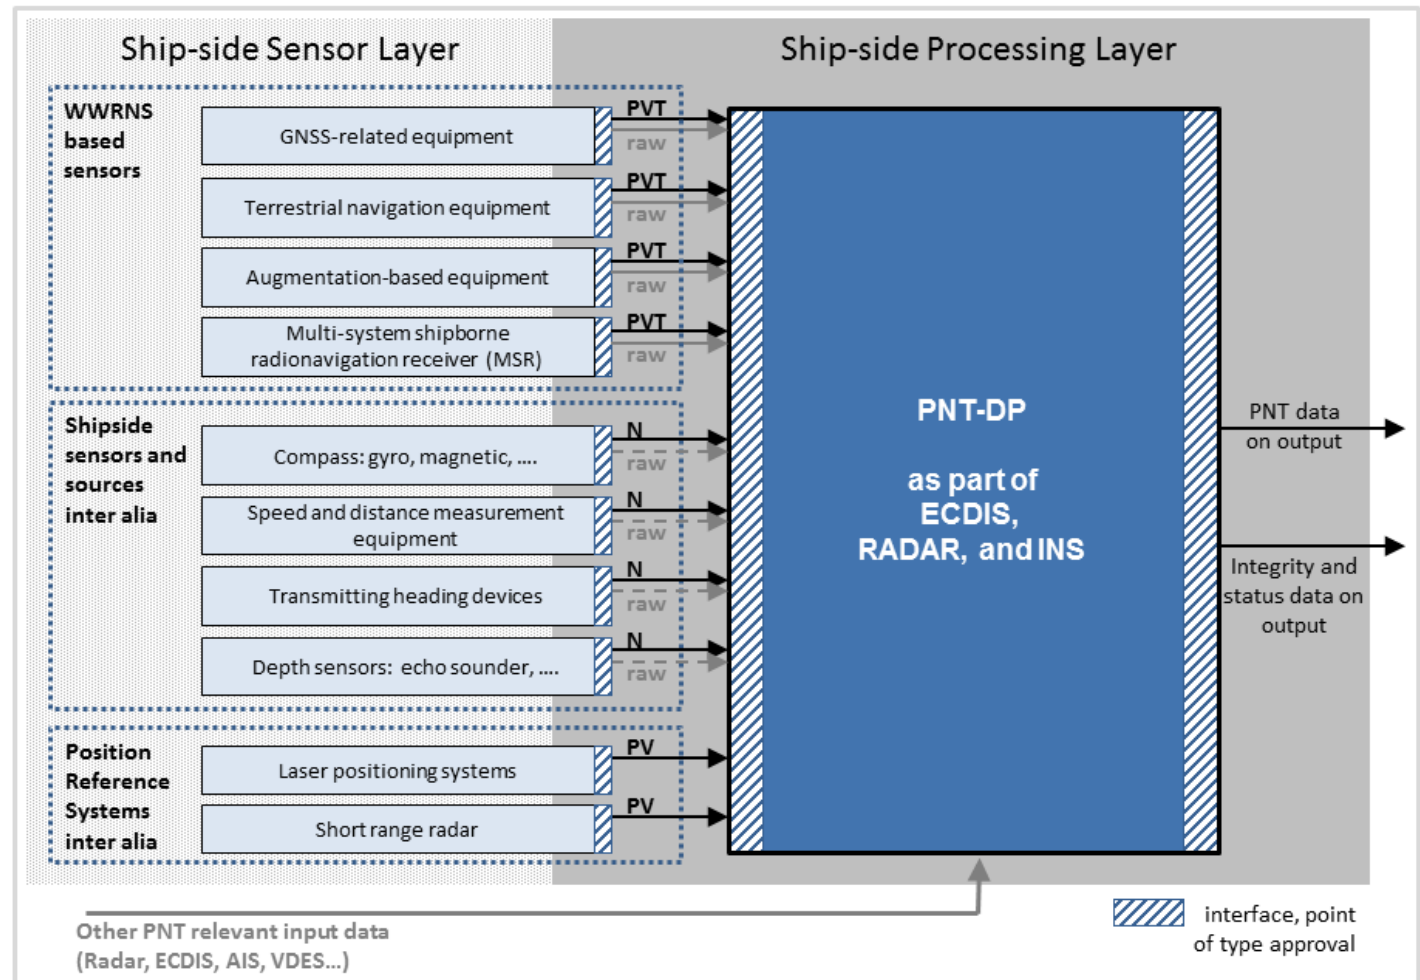 Ship-side Sensor Layer
Ship-side Processing Layer
WWRNS
based
sensors
GNSS-related equipment
PVT
raw
Terrestrial navigation equipment
PVT
raw
Augmentation-based equipment
PVT
raw
Multi-system shipborne
radionavigation receiver (MSR)
PVT
raw
Shipside
sensors and
sources
inter alia
Compass: gyro, magnetic, ....
N
raw
Speed and distance measurement
equipment
N
raw
Transmitting heading devices
N
raw
Depth sensors: echo sounder, ....
N
raw
Position
Reference
Systems
inter alia
Laser positioning systems
PV
Short range radar
PV
PNT-DP
as part of
ECDIS,
RADAR, and INS
PNT data
on output
Integrity and
status data on
output
Other PNT relevant input data
(Radar, ECDIS, AIS, VDES...)
interface, point
of type approval